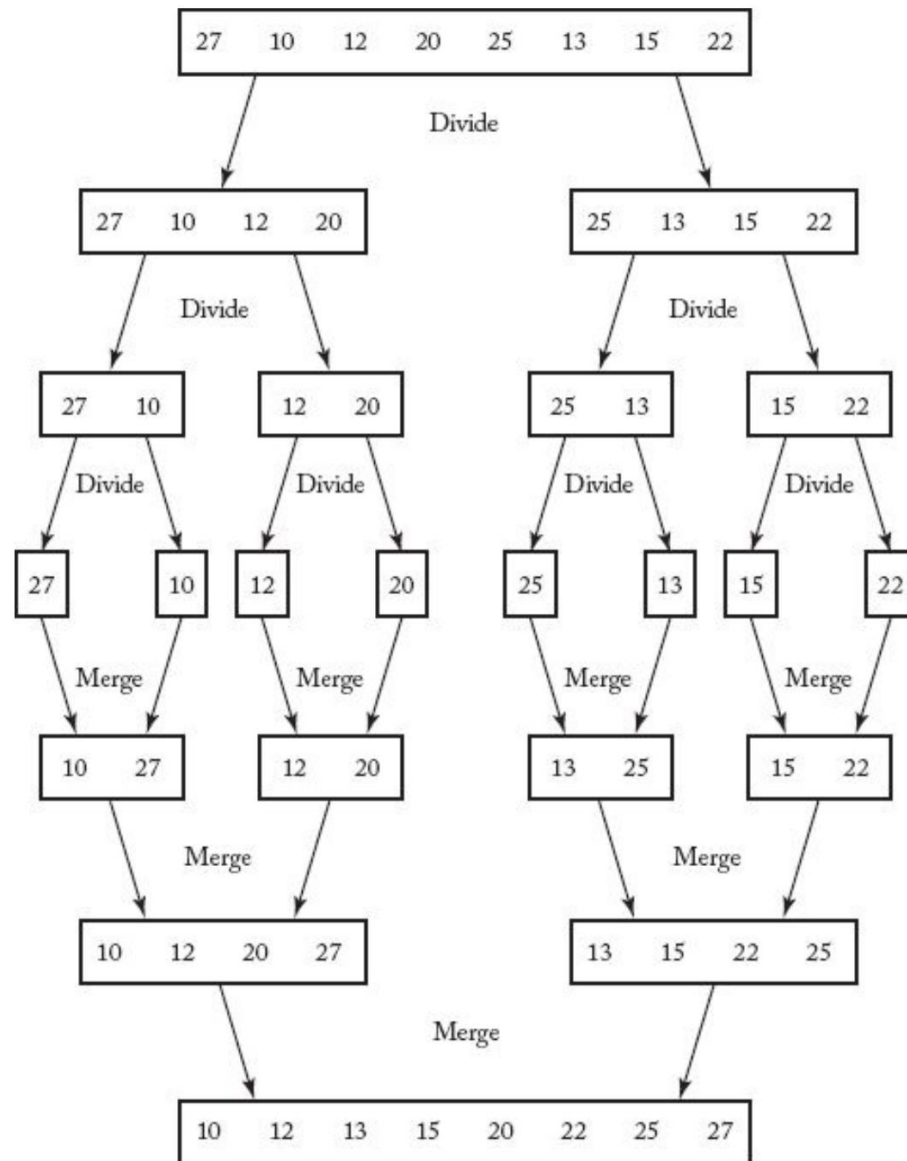 27 10 12 20 25 13 15 22
Divide
27 10 12 20 25 13 15 22
Divide Divide
27 10 12 20 25 13 15 22
Divide Divide Divide Divide
27 10 12 20 25 13 15 22
Merge Merge Merge Merge
10 27 12 20 13 25 15 22
Merge Merge
10 12 20 27 13 15 22 25
Merge
10 12 13 15 20 22 25 27